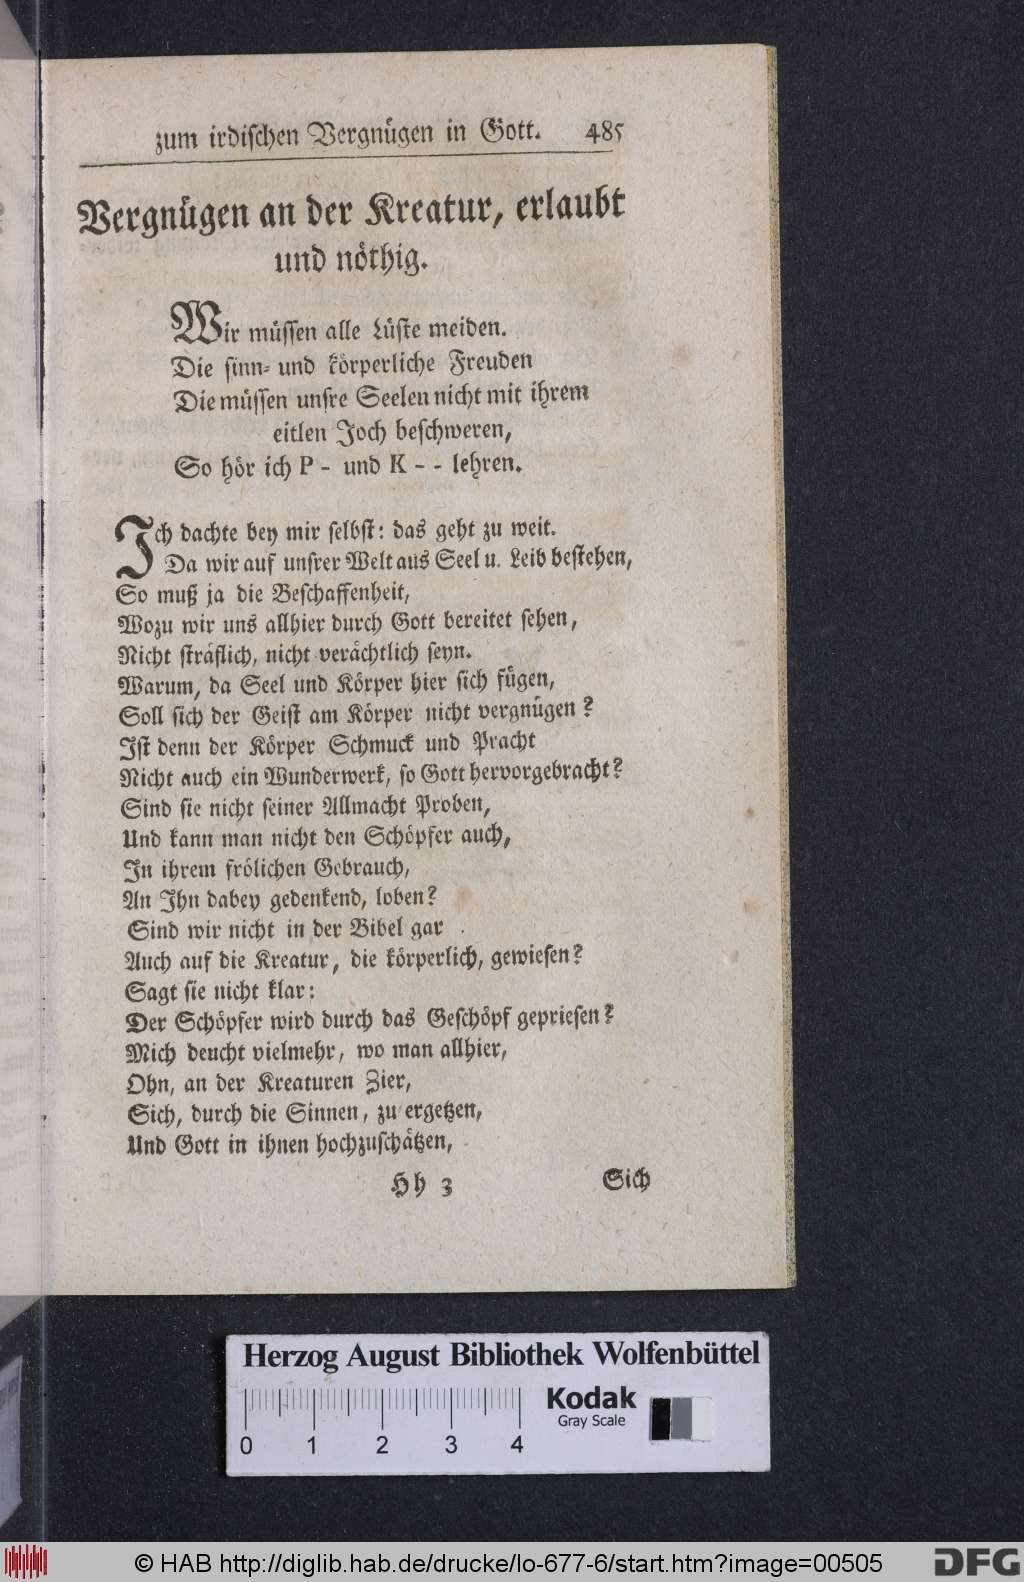 zum irdischen Vergnügen in Gott. 485
Vergnügen an der Kreatur, erlaubt
und nöthig.
Wir müssen alle Lüste meiden.
Die sinn- und körperliche Freuden
Die müssen unsre Seelen nicht mit ihrem
eitlen Joch beschweren,
So hör ich P - und K - - lehren.
Ich dachte bey mir selbst: das geht zu weit.
Da wir auf unsrer Welt aus Seel u. Leib bestehen,
So muß ja die Beschaffenheit,
Wozu wir uns allhier durch Gott bereitet sehen,
Nicht sträflich, nicht verächtlich seyn.
Warum, da Seel und Körper hier sich fügen,
Soll sich der Geist am Körper nicht vergnügen?
Ist denn der Körper Schmuck und Pracht
Nicht auch ein Wunderwerk, so Gott hervorgebracht?
Sind sie nicht seiner Allmacht Proben,
Und kann man nicht den Schöpfer auch,
In ihrem frölichen Gebrauch,
An Ihn dabey gedenkend, loben?
Sind wir nicht in der Bibel gar
Auch auf die Kreatur, die körperlich, gewiesen?
Sagt sie nicht klar:
Der Schöpfer wird durch das Geschöpf gepriesen?
Mich deucht vielmehr, wo man allhier,
Ohn, an der Kreaturen Zier,
Sich, durch die Sinnen, zu ergetzen,
Und Gott in ihnen hochzuschätzen,
Hh 3 Sich
Herzog August Bibliothek Wolfenbüttel
Kodak
Gray Scale
0 1 2 3 4
© HAB http://diglib.hab.de/drucke/lo-677-6/start.htm?image=00505
DFG